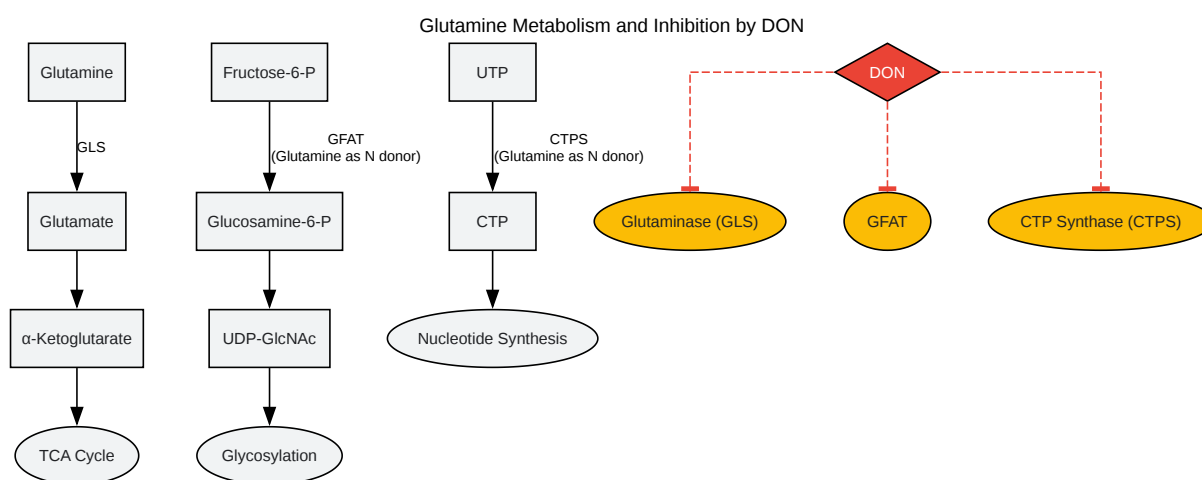 Glutamine Metabolism and Inhibition by DON
Glutamine
Fructose-6-P
UTP
DON
GLS
GFAT
(Glutamine as N donor)
CTPS
(Glutamine as N donor)
Glutamate
Glucosamine-6-P
CTP
Glutaminase (GLS)
GFAT
CTP Synthase (CTPS)
α-Ketoglutarate
UDP-GlcNAc
Nucleotide Synthesis
TCA Cycle
Glycosylation